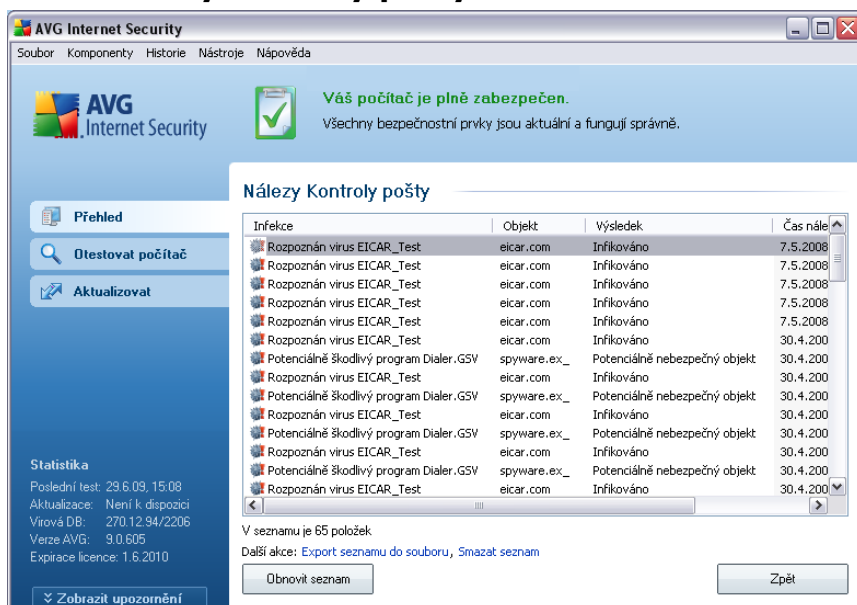 AVG Internet Security
Soubor Komponenty Historie Nástroje Nápověda
AVG
Internet Security
Váš počítač je plně zabezpečen.
Všechny bezpečnostní prvky jsou aktuální a fungují správně.
Přehled
Otestovat počítač
Aktualizovat
Nálezy Kontroly pošty
Infekce Objekt Výsledek Čas nále
Rozpoznán virus EICAR_Test eicar.com Infikováno 7.5.2008
Rozpoznán virus EICAR_Test eicar.com Infikováno 7.5.2008
Rozpoznán virus EICAR_Test eicar.com Infikováno 7.5.2008
Rozpoznán virus EICAR_Test eicar.com Infikováno 7.5.2008
Rozpoznán virus EICAR_Test eicar.com Infikováno 7.5.2008
Rozpoznán virus EICAR_Test eicar.com Infikováno 30.4.200
Potenciálně škodlivý program Dialer.GSV spyware.ex_ Potenciálně nebezpečný objekt 30.4.200
Rozpoznán virus EICAR_Test eicar.com Infikováno 30.4.200
Potenciálně škodlivý program Dialer.GSV spyware.ex_ Potenciálně nebezpečný objekt 30.4.200
Rozpoznán virus EICAR_Test eicar.com Infikováno 30.4.200
Potenciálně škodlivý program Dialer.GSV spyware.ex_ Potenciálně nebezpečný objekt 30.4.200
Rozpoznán virus EICAR_Test eicar.com Infikováno 30.4.200
Potenciálně škodlivý program Dialer.GSV spyware.ex_ Potenciálně nebezpečný objekt 30.4.200
Rozpoznán virus EICAR_Test eicar.com Infikováno 30.4.200
V seznamu je 65 položek
Další akce: Export seznamu do souboru, Smazat seznam
Obnovit seznam Zpět
Statistika
Poslední test: 29.6.09, 15:08
Aktualizace: Není k dispozici
Virová DB: 270.12.94/2206
Verze AVG: 9.0.605
Expirace licence: 1.6.2010
Zobrazit upozornění